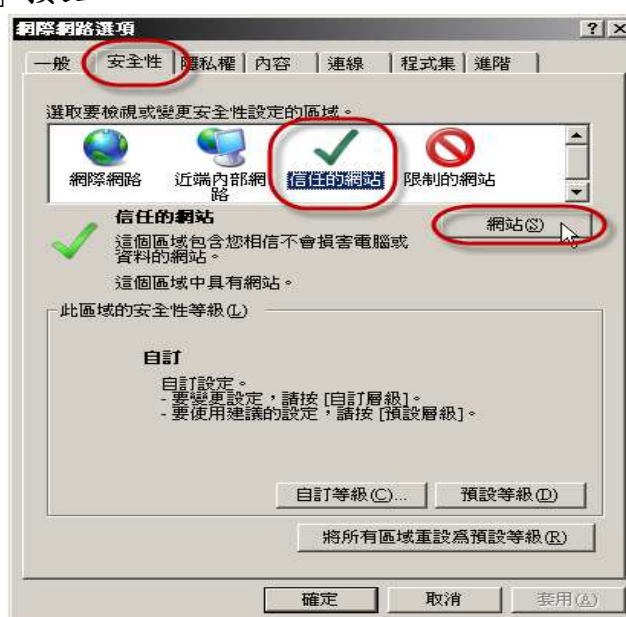 網際網路選項
一般 安全性 隱私權 內容 連線 程式集 進階
選取要檢視或變更安全性設定的區域。
網際網路 近端內部網路 信任的網站 限制的網站
信任的網站
網站(S)
這個區域包含您相信不會損害電腦或
資料的網站。
這個區域中具有網站。
此區域的安全性等級(L)
自訂
自訂設定。
- 要變更設定，請按 [自訂層級]。
- 要使用建議的設定，請按 [預設層級]。
自訂等級(C)... 預設等級(D)
將所有區域重設為預設等級(R)
確定 取消 套用(A)